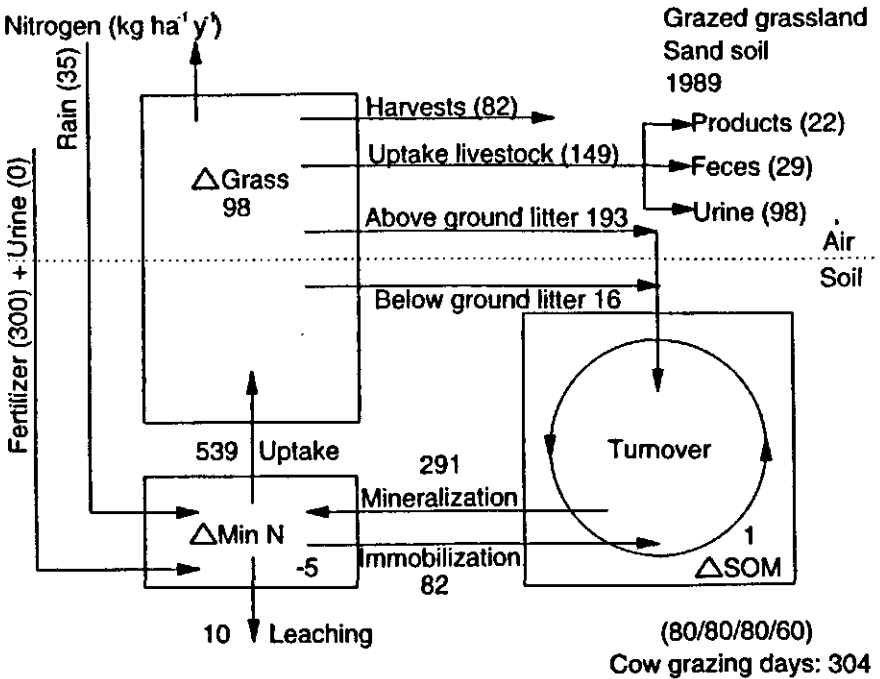 Nitrogen (kg ha⁻¹ y⁻¹)
Grazed grassland
Sand soil
1989
Rain (35)
Fertilizer (300) + Urine (0)
Harvests (82)
Products (22)
Uptake livestock (149)
Feces (29)
△Grass
98
Urine (98)
Above ground litter 193
Air
Soil
Below ground litter 16
539 Uptake
Turnover
291
Mineralization
△Min N
-5
Immobilization
82
1
△SOM
10 Leaching
(80/80/80/60)
Cow grazing days: 304